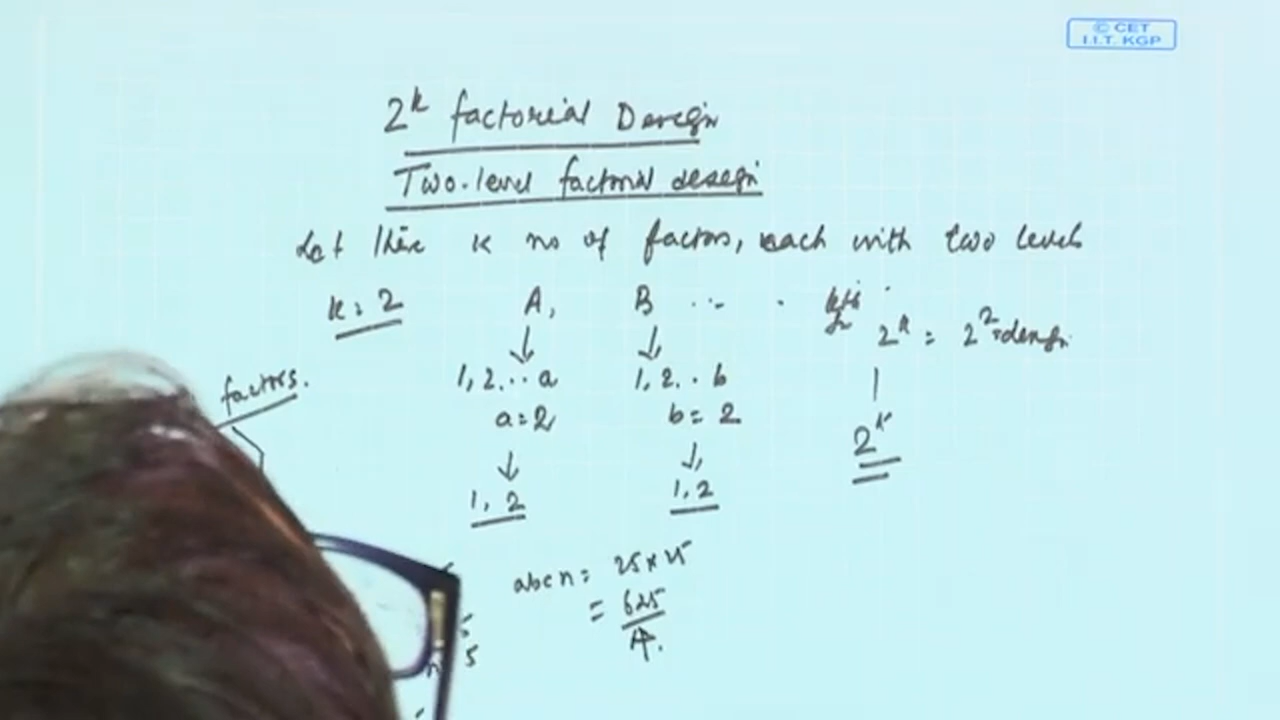 © CET
I.I.T. KGP
2^k factorial Design
Two-level factorial design
Let there k no of factors, each with two levels
k = 2 A, B ... kth
2^k = 2^2 design
factors.
1, 2... a 1, 2.. b
a = 2 b = 2
2^k
1, 2 1, 2
abcn = 25 x 25
= 625
5